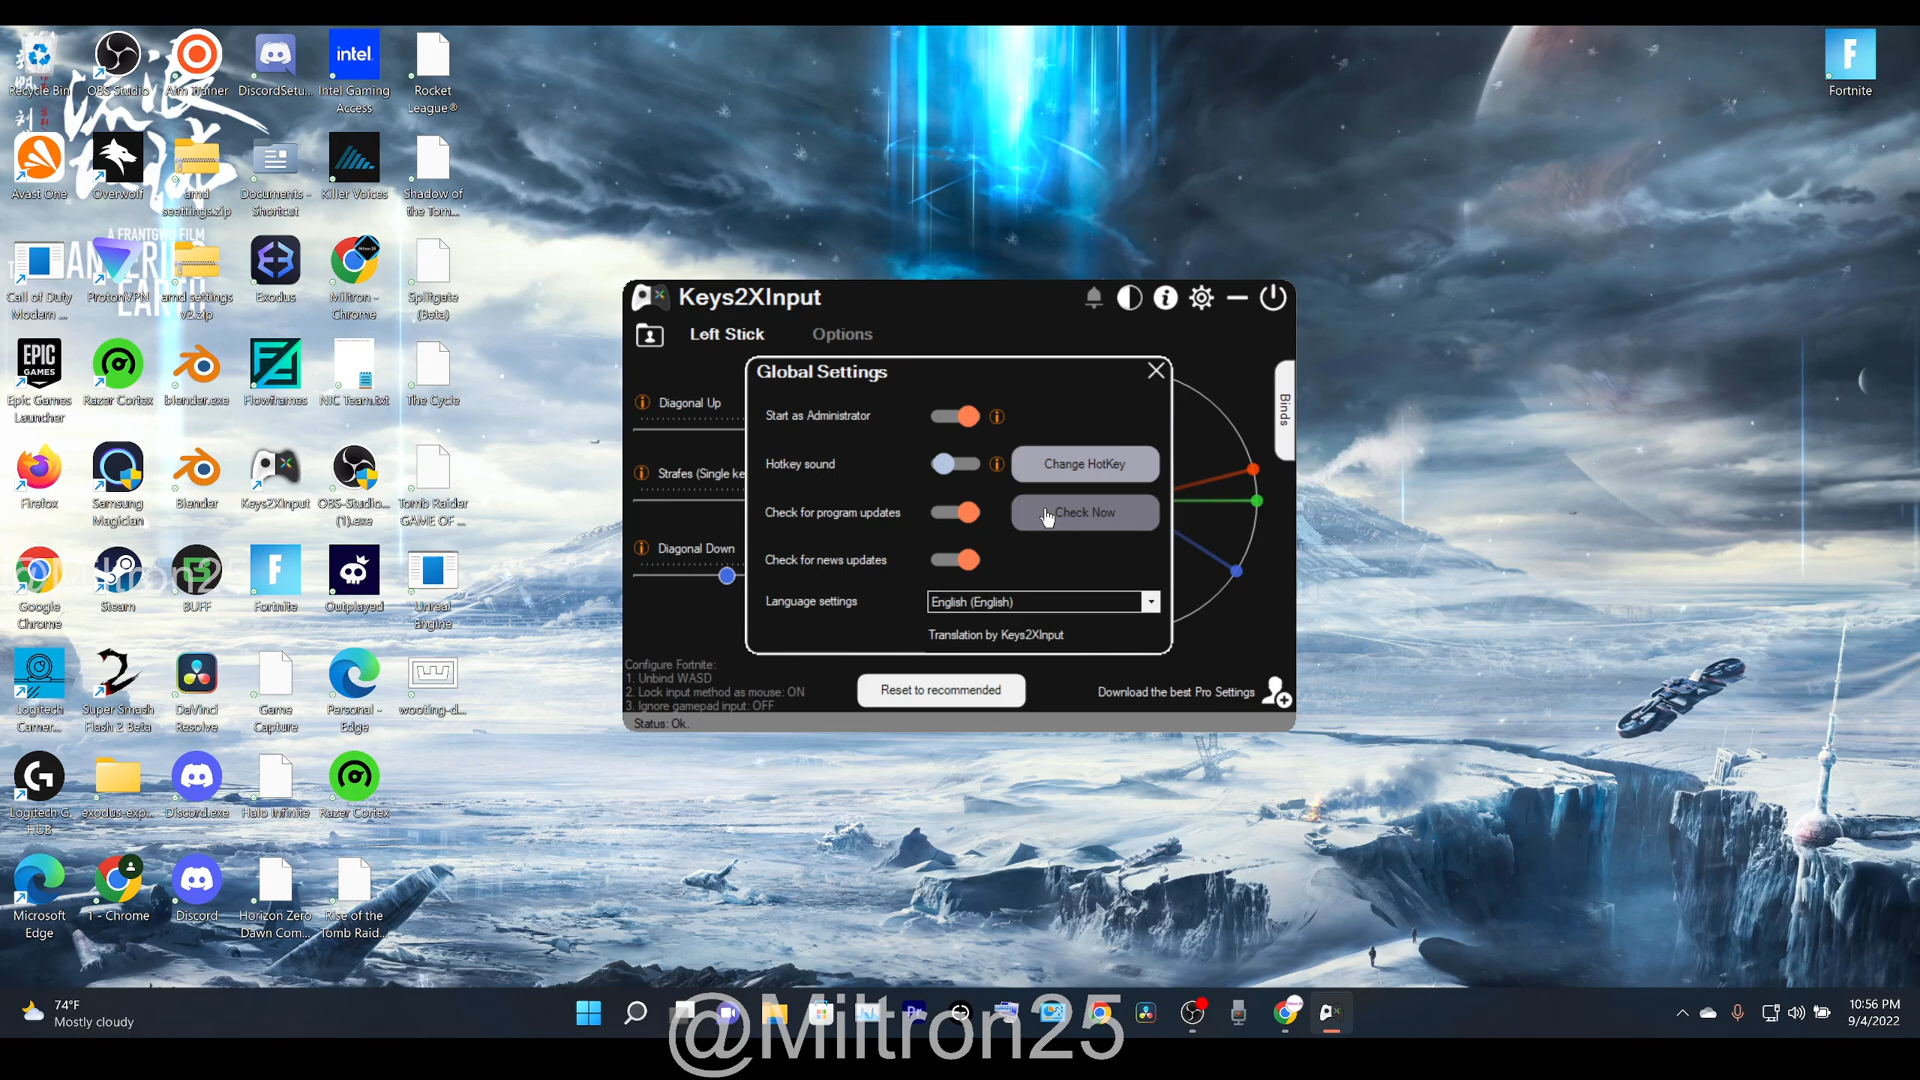 Recycle Bin
OBS Studio
Aim Trainer
DiscordSetu...
intel.
Intel Gaming
Access
Rocket
League®
F
Fortnite
Avast One
Overwolf
amd
seettings.zip
Documents -
Shortcut
Killer Voices
Shadow of
the Tom...
A FRANTGWO FILM
Call of Duty
Modern ...
ProtonVPN
amd settings
v2.zip
Exodus
Miltron -
Chrome
Splitgate
(Beta)
EPIC
GAMES
Epic Games
Launcher
Razer Cortex
blender.exe
Flowframes
NIC Team.txt
The Cycle
Firefox
Samsung
Magician
Blender
Keys2XInput
OBS-Studio...
(1).exe
Tomb Raider
GAME OF ...
Google
Chrome
Steam
BUFF
Fortnite
Outplayed
Unreal
Engine
Logitech
Camer...
Super Smash
Flash 2 Beta
DaVinci
Resolve
Game
Capture
Personal -
Edge
wooting-d...
Logitech G
HUB
exodus-exp...
Discord.exe
Halo Infinite
Razer Cortex
Microsoft
Edge
1 - Chrome
Discord
Horizon Zero
Dawn Com...
Rise of the
Tomb Raid...
Keys2XInput
Left Stick
Options
Global Settings
Binds
Diagonal Up
Strafes (Single ke
Diagonal Down
Start as Administrator
Hotkey sound
Change HotKey
Check for program updates
Check Now
Check for news updates
Language settings
English (English)
Translation by Keys2XInput
Configure Fortnite:
1. Unbind WASD
2. Lock input method as mouse: ON
3. Ignore gamepad input: OFF
Reset to recommended
Download the best Pro Settings
Status: Ok.
74°F
Mostly cloudy
Pr
10:56 PM
9/4/2022
@Miltron25